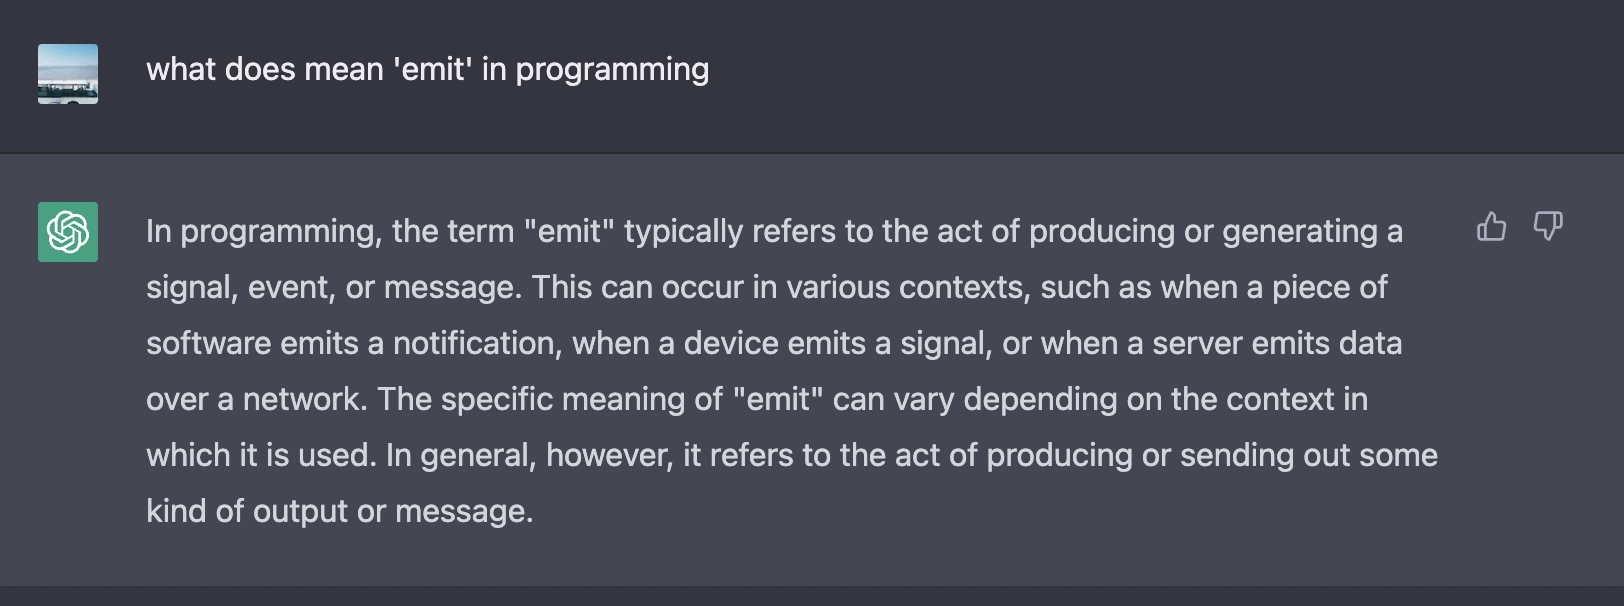 what does mean 'emit' in programming
In programming, the term "emit" typically refers to the act of producing or generating a
signal, event, or message. This can occur in various contexts, such as when a piece of
software emits a notification, when a device emits a signal, or when a server emits data
over a network. The specific meaning of "emit" can vary depending on the context in
which it is used. In general, however, it refers to the act of producing or sending out some
kind of output or message.